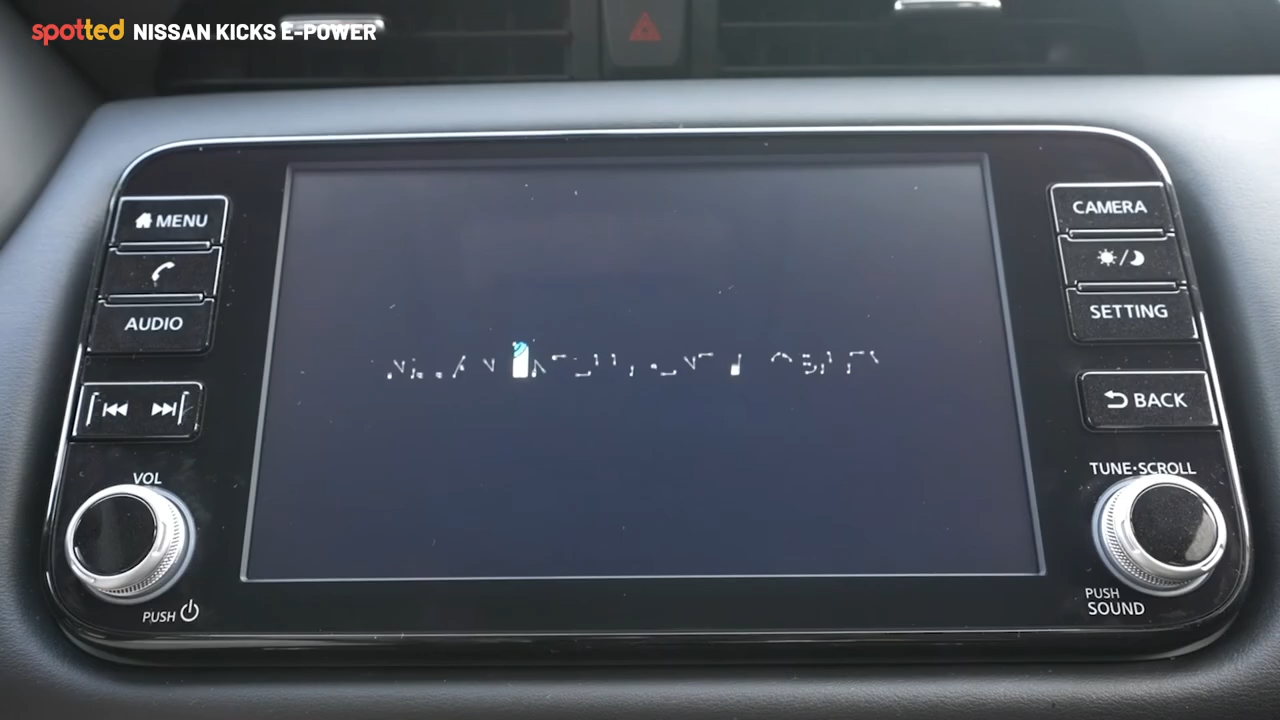 spotted NISSAN KICKS E-POWER
MENU
AUDIO
VOL
PUSH
CAMERA
SETTING
BACK
TUNE·SCROLL
PUSH
SOUND